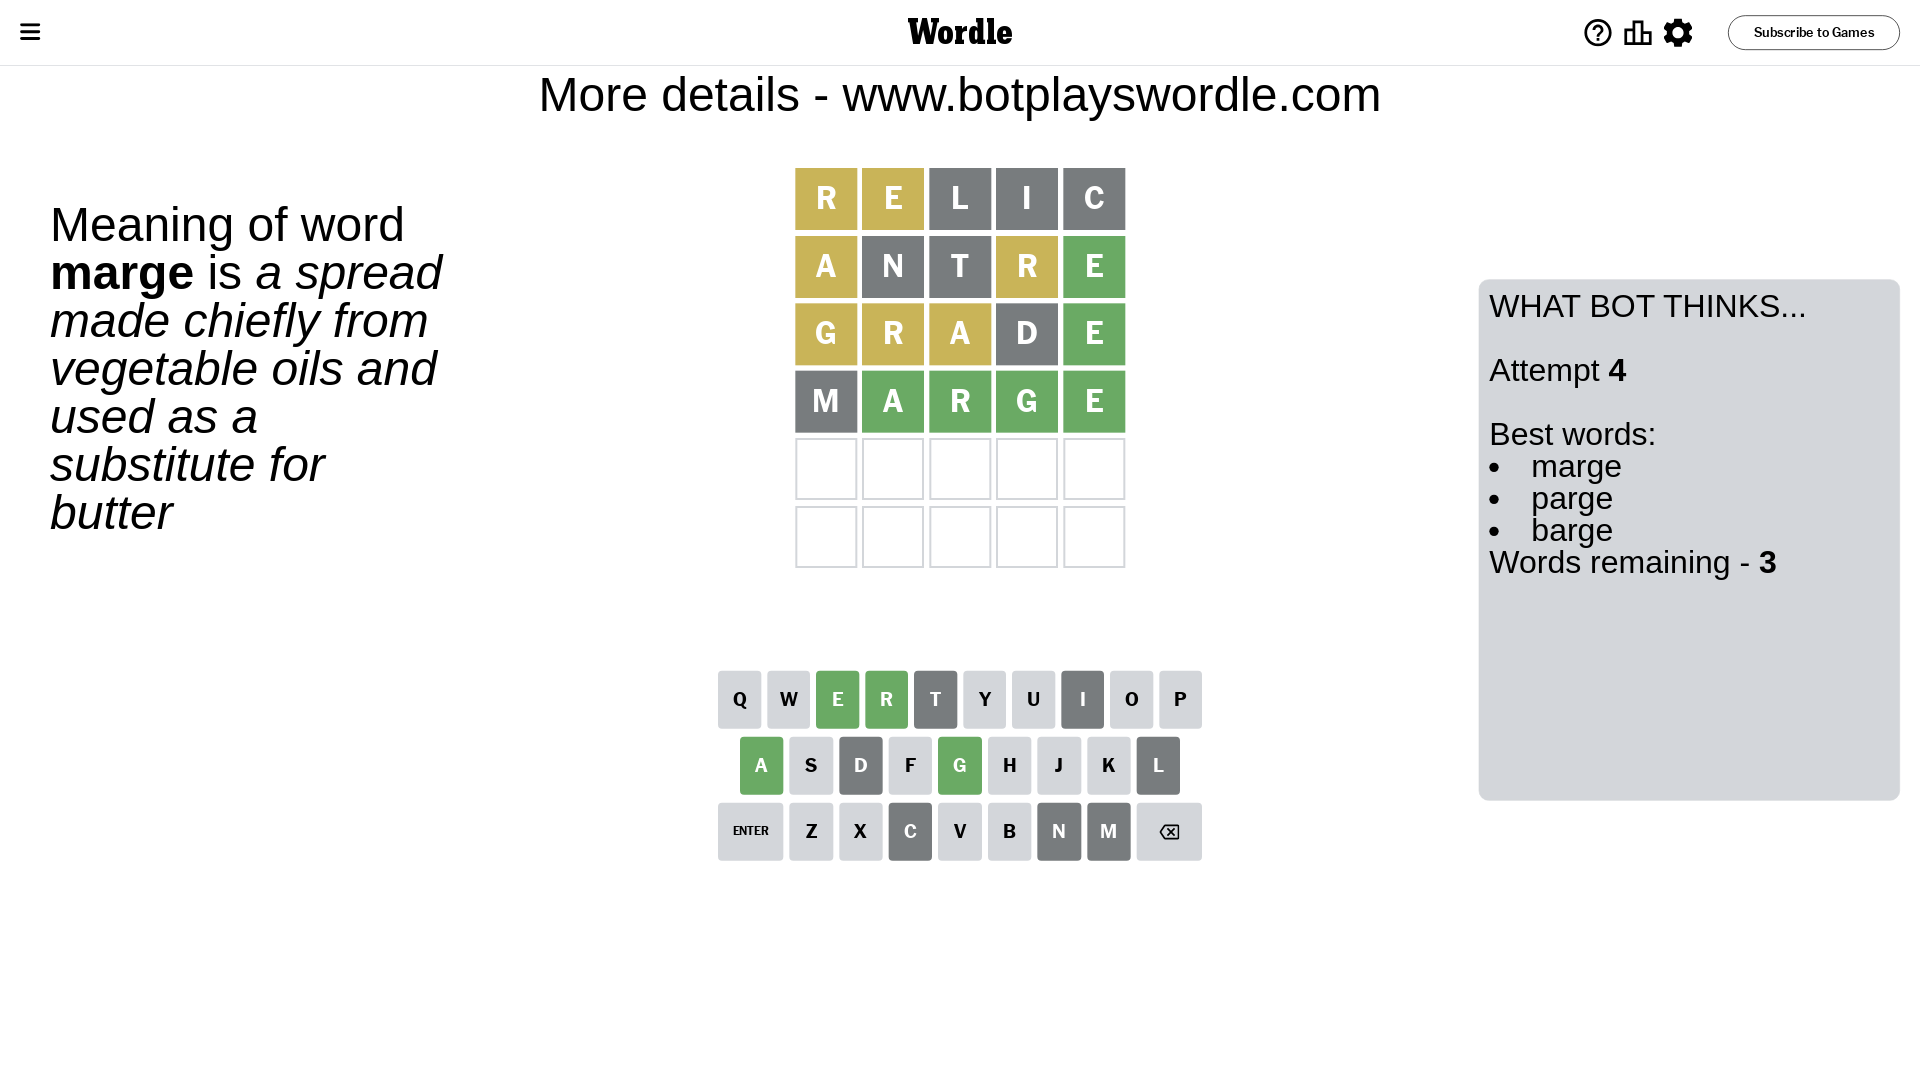 Wordle
Subscribe to Games
More details - www.botplayswordle.com
Meaning of word
marge is a spread
made chiefly from
vegetable oils and
used as a
substitute for
butter
R E L I C
A N T R E
G R A D E
M A R G E
WHAT BOT THINKS...
Attempt 4
Best words:
• marge
• parge
• barge
Words remaining - 3
Q W E R T Y U I O P
A S D F G H J K L
ENTER Z X C V B N M